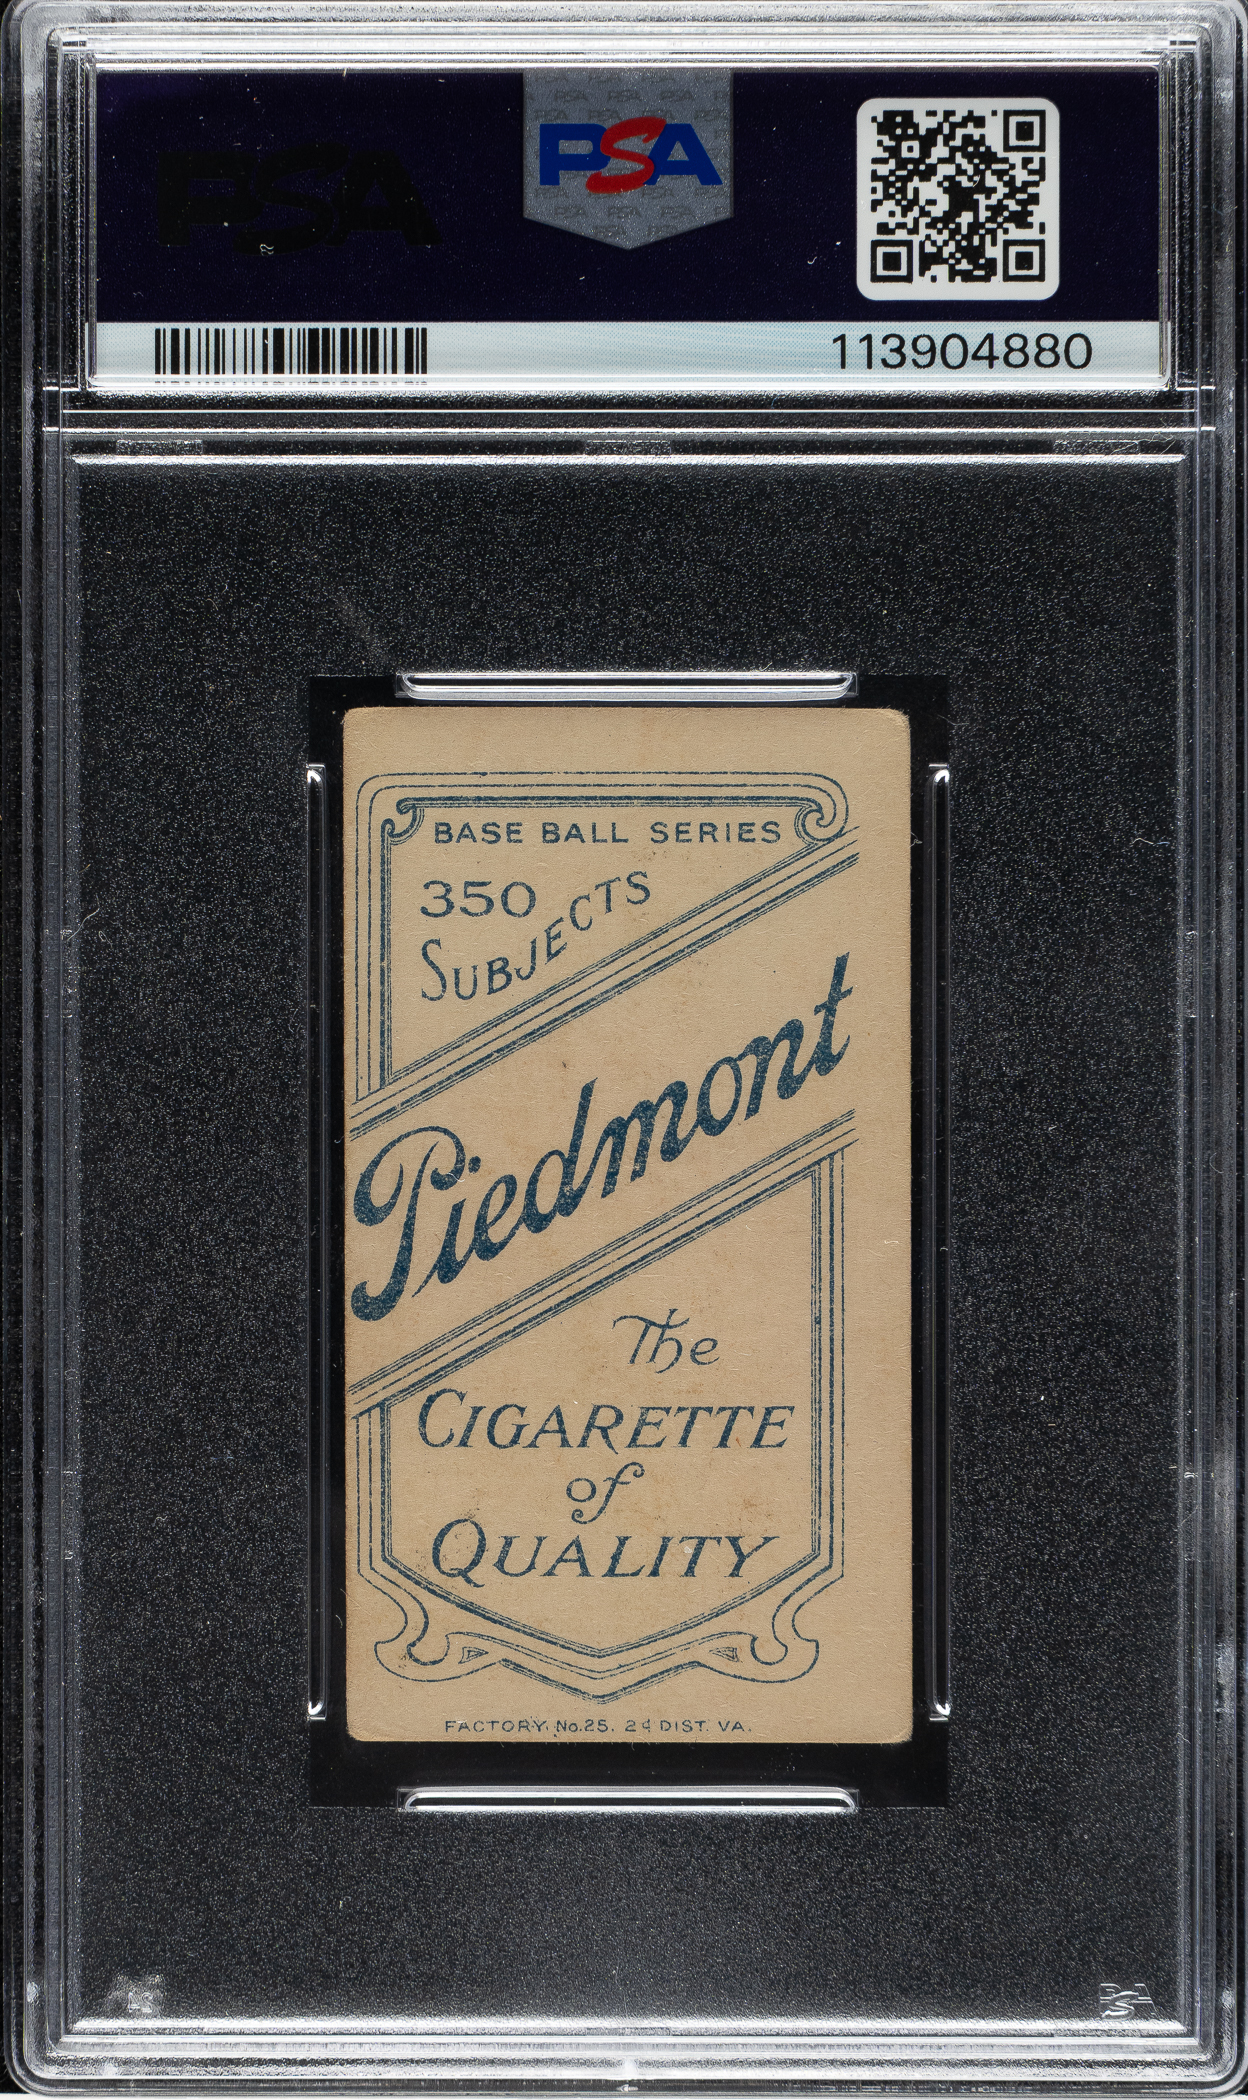 PSA
PSA
113904880
BASE BALL SERIES
350
SUBJECTS
Piedmont
The
CIGARETTE
of
QUALITY
FACTORY. No.25. 2d DIST. VA.